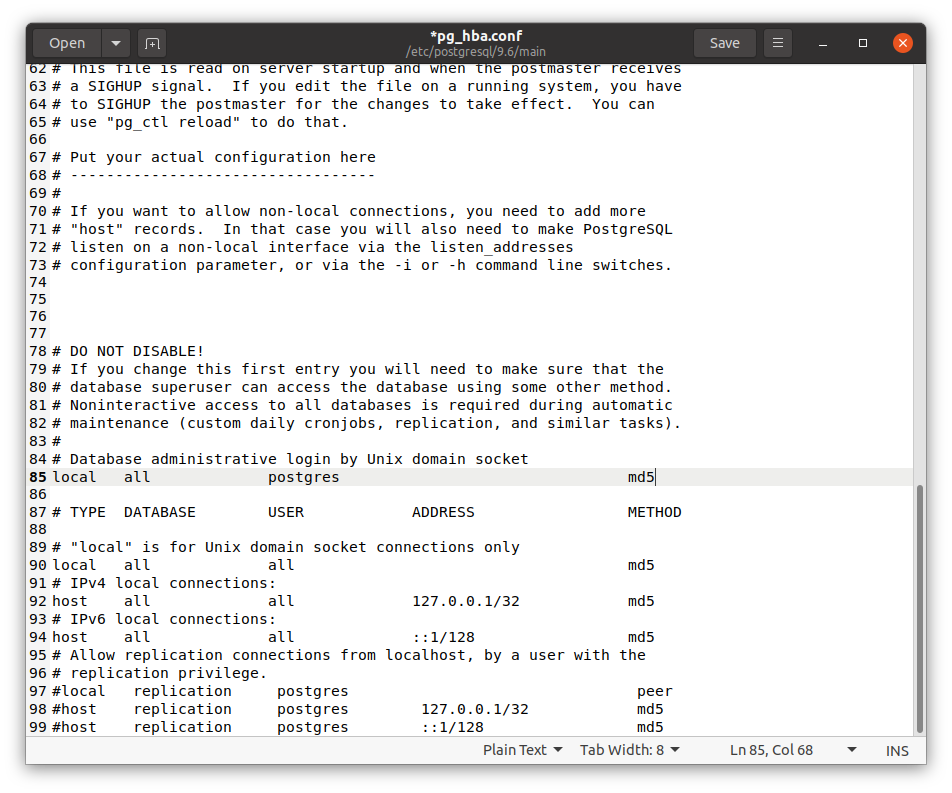 Open
*pg_hba.conf
/etc/postgresql/9.6/main
Save
62 # This file is read on server startup and when the postmaster receives
63 # a SIGHUP signal.  If you edit the file on a running system, you have
64 # to SIGHUP the postmaster for the changes to take effect.  You can
65 # use "pg_ctl reload" to do that.
66
67 # Put your actual configuration here
68 # ----------------------------------
69 #
70 # If you want to allow non-local connections, you need to add more
71 # "host" records.  In that case you will also need to make PostgreSQL
72 # listen on a non-local interface via the listen_addresses
73 # configuration parameter, or via the -i or -h command line switches.
74
75
76
77
78 # DO NOT DISABLE!
79 # If you change this first entry you will need to make sure that the
80 # database superuser can access the database using some other method.
81 # Noninteractive access to all databases is required during automatic
82 # maintenance (custom daily cronjobs, replication, and similar tasks).
83 #
84 # Database administrative login by Unix domain socket
85 local   all             postgres                                md5
86
87 # TYPE  DATABASE        USER            ADDRESS                 METHOD
88
89 # "local" is for Unix domain socket connections only
90 local   all             all                                     md5
91 # IPv4 local connections:
92 host    all             all             127.0.0.1/32            md5
93 # IPv6 local connections:
94 host    all             all             ::1/128                 md5
95 # Allow replication connections from localhost, by a user with the
96 # replication privilege.
97 #local   replication     postgres                                peer
98 #host    replication     postgres        127.0.0.1/32            md5
99 #host    replication     postgres        ::1/128                 md5
Plain Text  Tab Width: 8  Ln 85, Col 68  INS